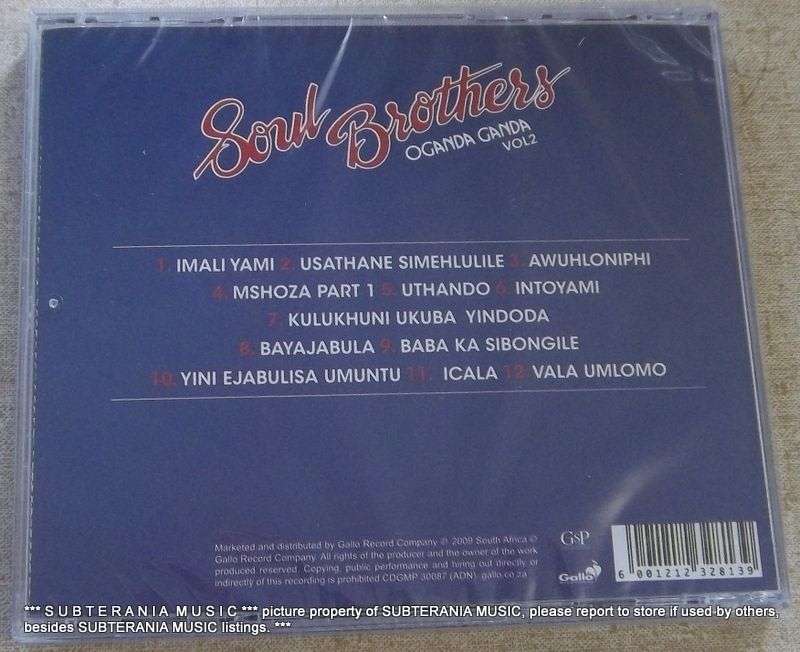 Soul Brothers
OGANDA GANDA
VOL2
1. IMALI YAMI 2. USATHANE SIMEHLULILE 3. AWUHLONIPHI
4. MSHOZA PART 1 5. UTHANDO 6. INTOYAMI
7. KULUKHUNI UKUBA YINDODA
8. BAYAJABULA 9. BABA KA SIBONGILE
10. YINI EJABULISA UMUNTU 11. ICALA 12. VALA UMLOMO
Marketed and distributed by Gallo Record Company © 2009 South Africa ©
Gallo Record Company. All rights of the producer and the owner of the work
produced reserved. Copying, public performance and hiring out directly or
indirectly of this recording is prohibited CDGMP 30087 (ADN) gallo.co.za
GSP
Gallo
6 001212 328139
*** S U B T E R A N I A M U S I C *** picture property of SUBTERANIA MUSIC, please report to store if used by others,
besides SUBTERANIA MUSIC listings. ***